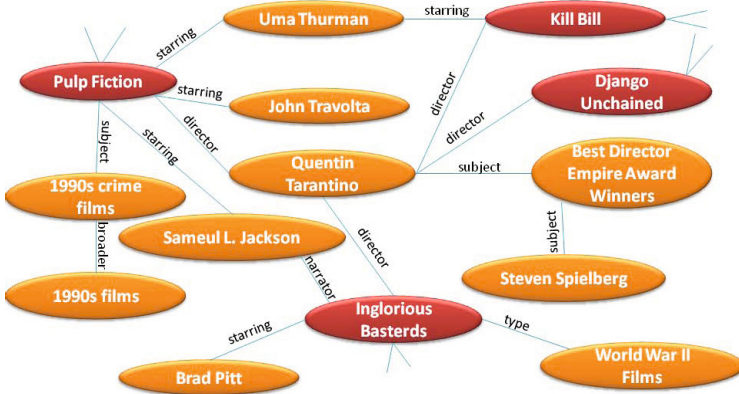 Uma Thurman
starring
Kill Bill
starring
Pulp Fiction
starring
John Travolta
director
director
Django
Unchained
subject
starring
director
Quentin
Tarantino
subject
Best Director
Empire Award
Winners
1990s crime
films
broader
Sameul L. Jackson
director
subject
narrator
1990s films
Steven Spielberg
Inglorious
Basterds
starring
type
Brad Pitt
World War II
Films